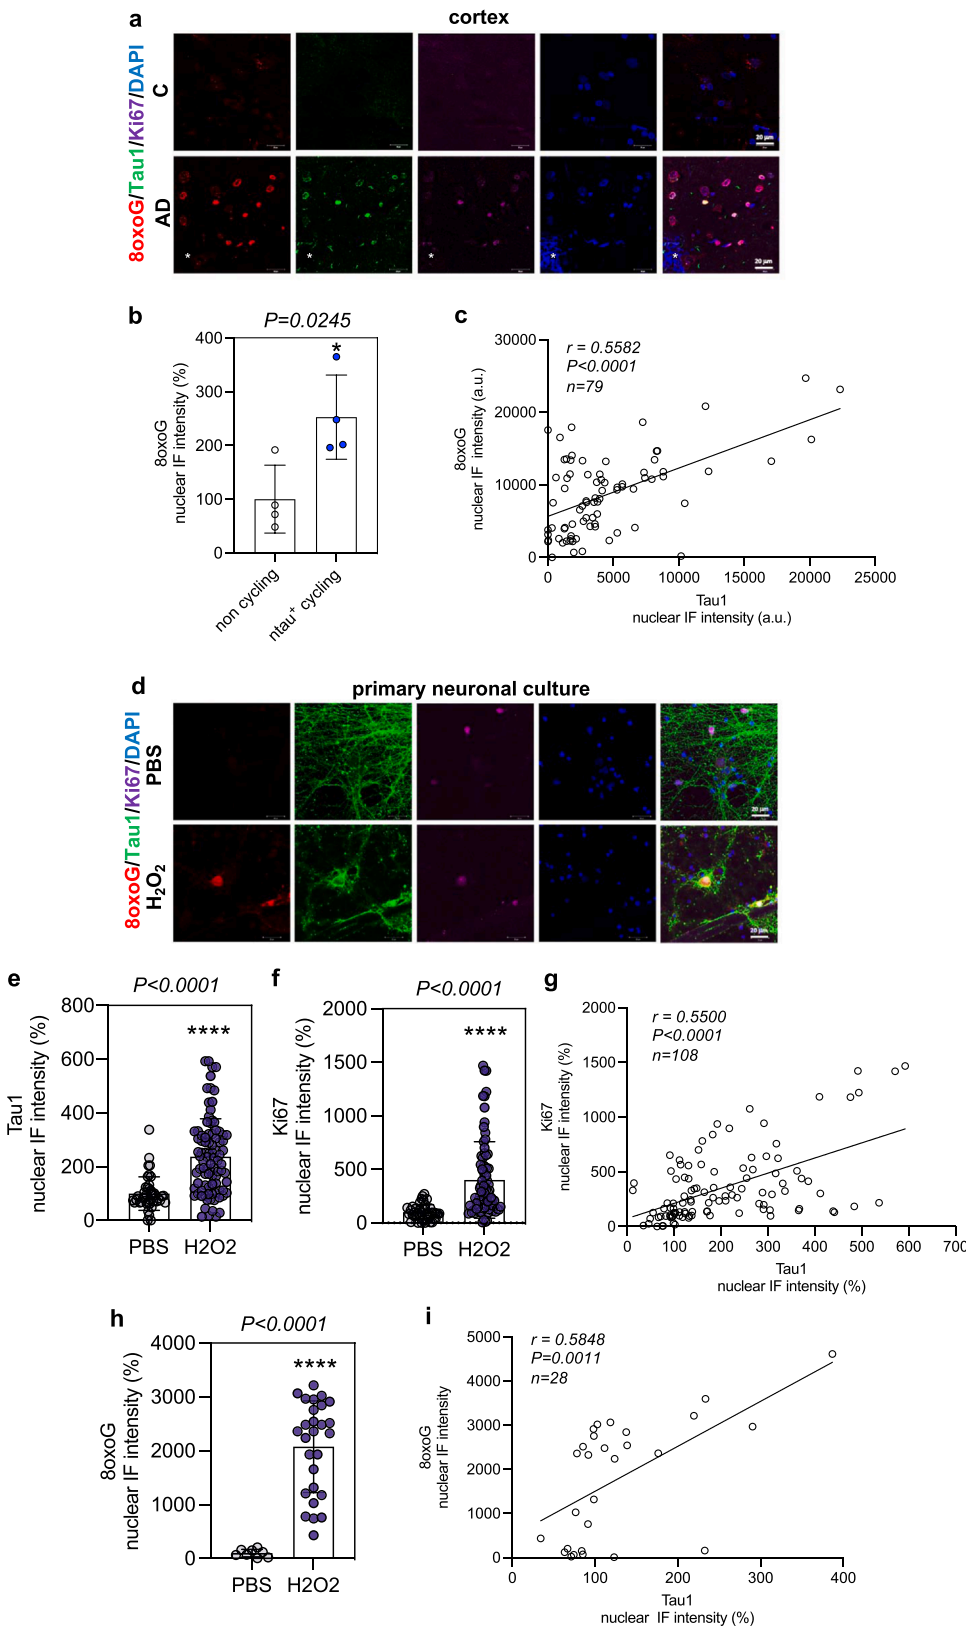 a
cortex
8oxoG/Tau1/Ki67/DAPI
C
20 µm
AD
*
*
*
*
*
20 µm
b
P=0.0245
*
8oxoG
nuclear IF intensity (%)
400
300
200
100
0
non cycling
ntau⁺ cycling
c
r = 0.5582
P<0.0001
n=79
8oxoG
nuclear IF intensity (a.u.)
30000
20000
10000
0
0 5000 10000 15000 20000 25000
Tau1
nuclear IF intensity (a.u.)
d
primary neuronal culture
8oxoG/Tau1/Ki67/DAPI
PBS
20 µm
H₂O₂
20 µm
e
P<0.0001
****
Tau1
nuclear IF intensity (%)
800
600
400
200
0
PBS H2O2
f
P<0.0001
****
Ki67
nuclear IF intensity (%)
2000
1500
1000
500
0
PBS H2O2
g
r = 0.5500
P<0.0001
n=108
Ki67
nuclear IF intensity (%)
2000
1500
1000
500
0
0 100 200 300 400 500 600 700
Tau1
nuclear IF intensity (%)
h
P<0.0001
****
8oxoG
nuclear IF intensity (%)
4000
3000
2000
1000
0
PBS H2O2
i
r = 0.5848
P=0.0011
n=28
8oxoG
nuclear IF intensity
5000
4000
3000
2000
1000
0
0 100 200 300 400
Tau1
nuclear IF intensity (%)